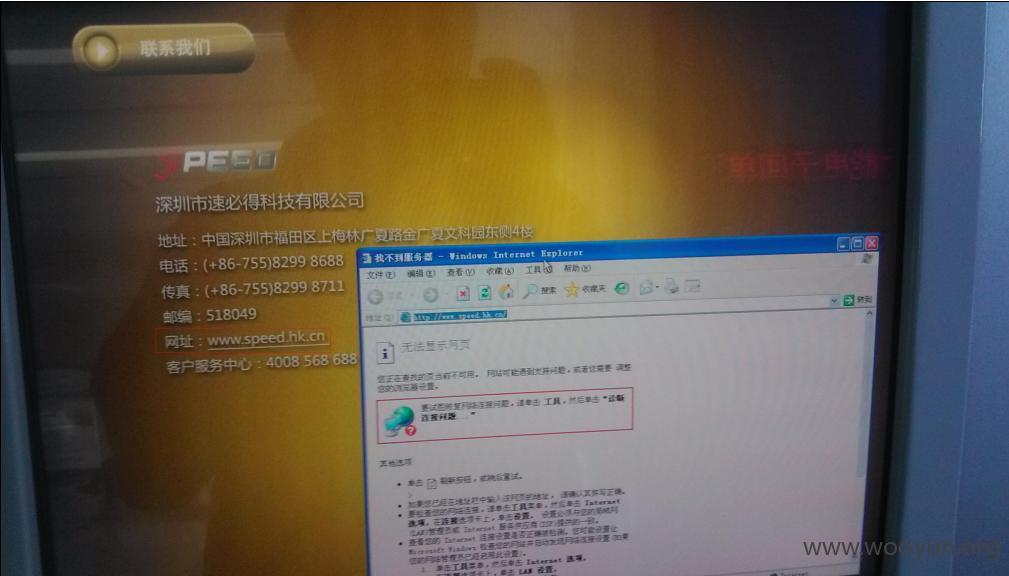 联系我们
SPEED
深圳市速必得科技有限公司
地址：中国深圳市福田区上梅林广夏路金广夏文科园东侧4楼
电话：(+86-755)8299 8688
传真：(+86-755)8299 8711
邮编：518049
网址：www.speed.hk.cn
客户服务中心：4008 568 688
找不到服务器 - Windows Internet Explorer
文件(F) 编辑(E) 查看(V) 收藏(A) 工具 帮助(H)
搜索 收藏夹
地址(D) http://www.speed.hk.cn/ 转到
无法显示网页
您正在查找的页当前不可用。 网站可能遇到支持问题，或者您需要 调整
您的浏览器设置。
要试图修复网络连接问题，请单击 工具，然后单击 “诊断
连接问题...”
其他选项
单击 刷新按钮，或稍后重试。
如果您已经在地址栏中输入该网页的地址， 请确认其拼写正确。
要检查您的网络连接，请单击工具菜单，然后单击 Internet
选项。在连接选项卡上，单击设置。 设置必须与您的局域网
(LAN)管理员或 Internet 服务供应商(ISP)提供的一致。
查看您的 Internet 连接设置是否正确被检测。您可能设置让
Microsoft Windows 检查您的网站并自动发现网络连接设置(如果
您的网络管理员已经启用此设置)。
1. 单击工具菜单，然后单击 Internet 选项。
在连接选项卡上，单击 LAN 设置。
Internet
www.wooyun.org